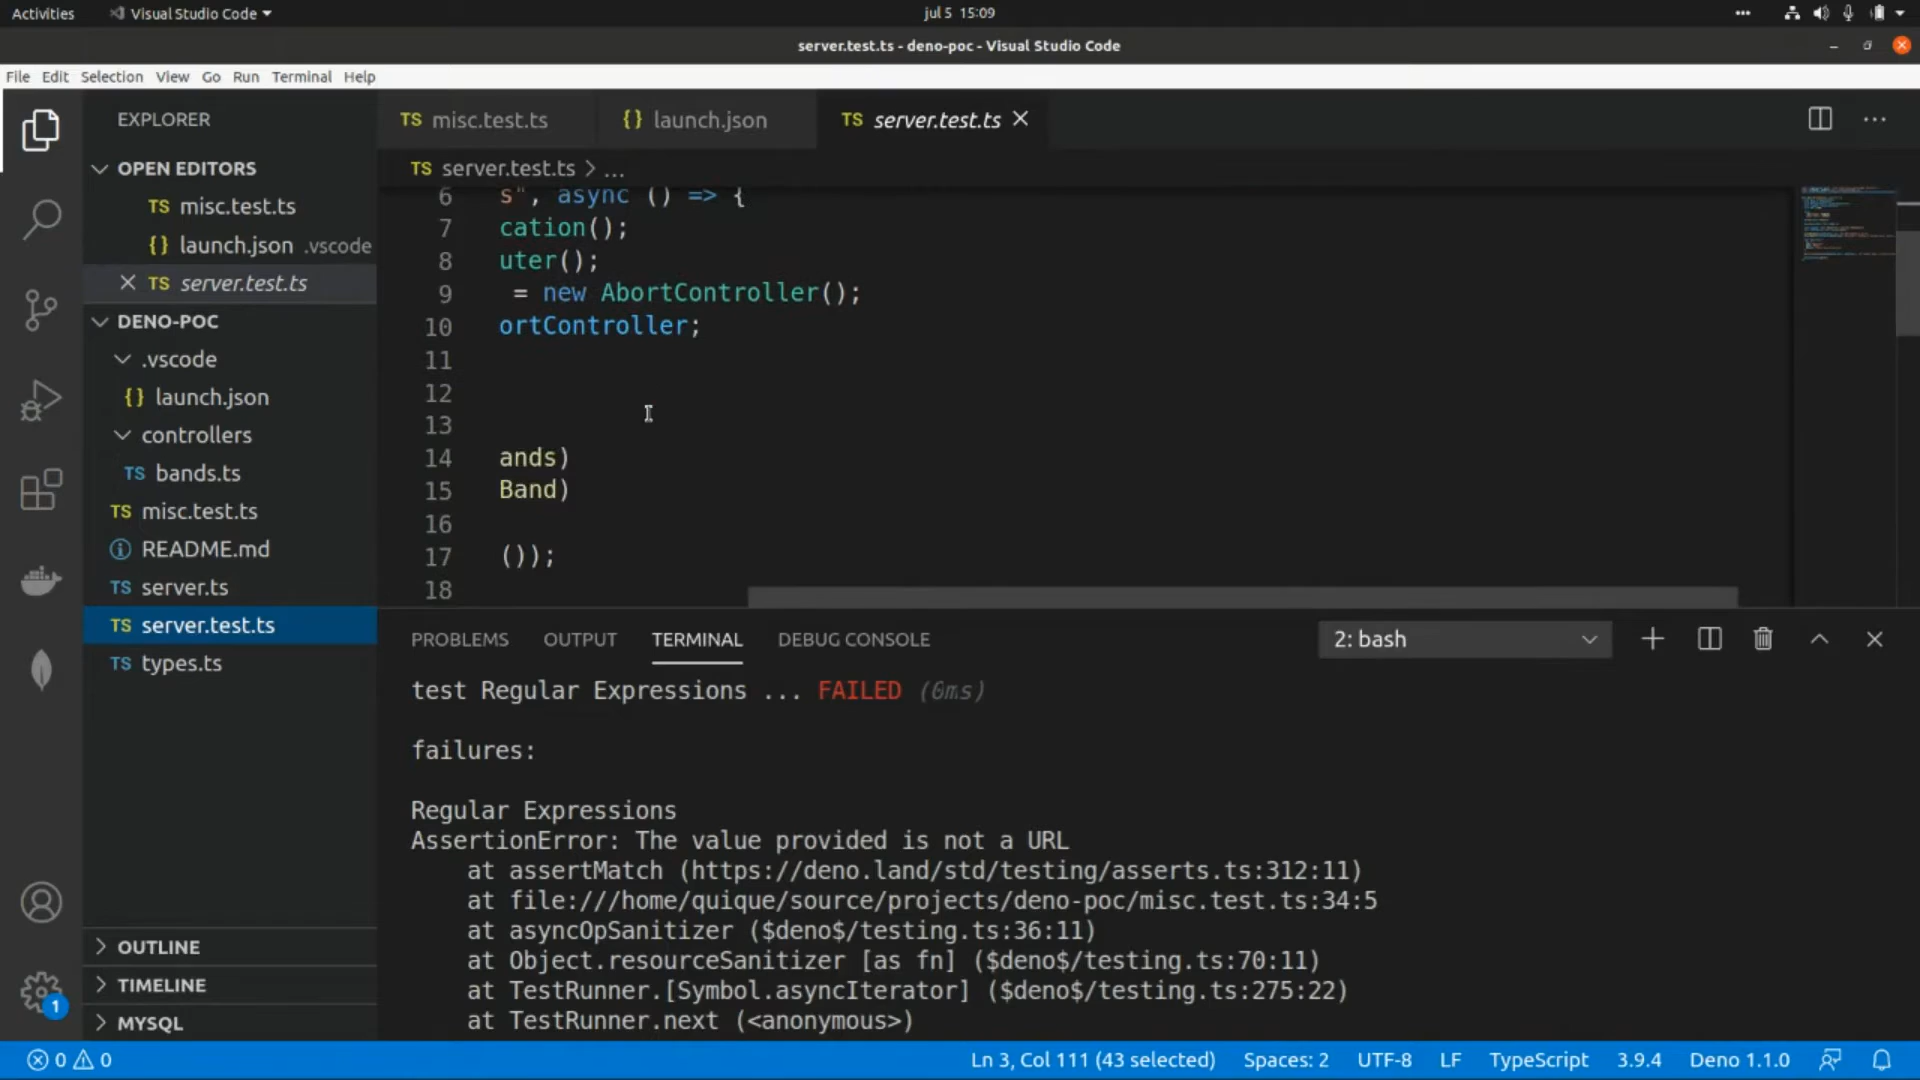 Activities
Visual Studio Code
jul 5 15:09
server.test.ts - deno-poc - Visual Studio Code
File Edit Selection View Go Run Terminal Help
EXPLORER
OPEN EDITORS
TS misc.test.ts
{} launch.json .vscode
TS server.test.ts
DENO-POC
.vscode
{} launch.json
controllers
TS bands.ts
TS misc.test.ts
README.md
TS server.ts
TS server.test.ts
TS types.ts
OUTLINE
TIMELINE
MYSQL
1
TS misc.test.ts
{} launch.json
TS server.test.ts
TS server.test.ts > ...
6 s", async () => {
7 cation();
8 uter();
9 = new AbortController();
10 ortController;
11
12
13
14 ands)
15 Band)
16
17 ());
18
PROBLEMS OUTPUT TERMINAL DEBUG CONSOLE
2: bash
test Regular Expressions ... FAILED (6ms)
failures:
Regular Expressions
AssertionError: The value provided is not a URL
at assertMatch (https://deno.land/std/testing/asserts.ts:312:11)
at file:///home/quique/source/projects/deno-poc/misc.test.ts:34:5
at asyncOpSanitizer ($deno$/testing.ts:36:11)
at Object.resourceSanitizer [as fn] ($deno$/testing.ts:70:11)
at TestRunner.[Symbol.asyncIterator] ($deno$/testing.ts:275:22)
at TestRunner.next (<anonymous>)
0 0
Ln 3, Col 111 (43 selected) Spaces: 2 UTF-8 LF TypeScript 3.9.4 Deno 1.1.0